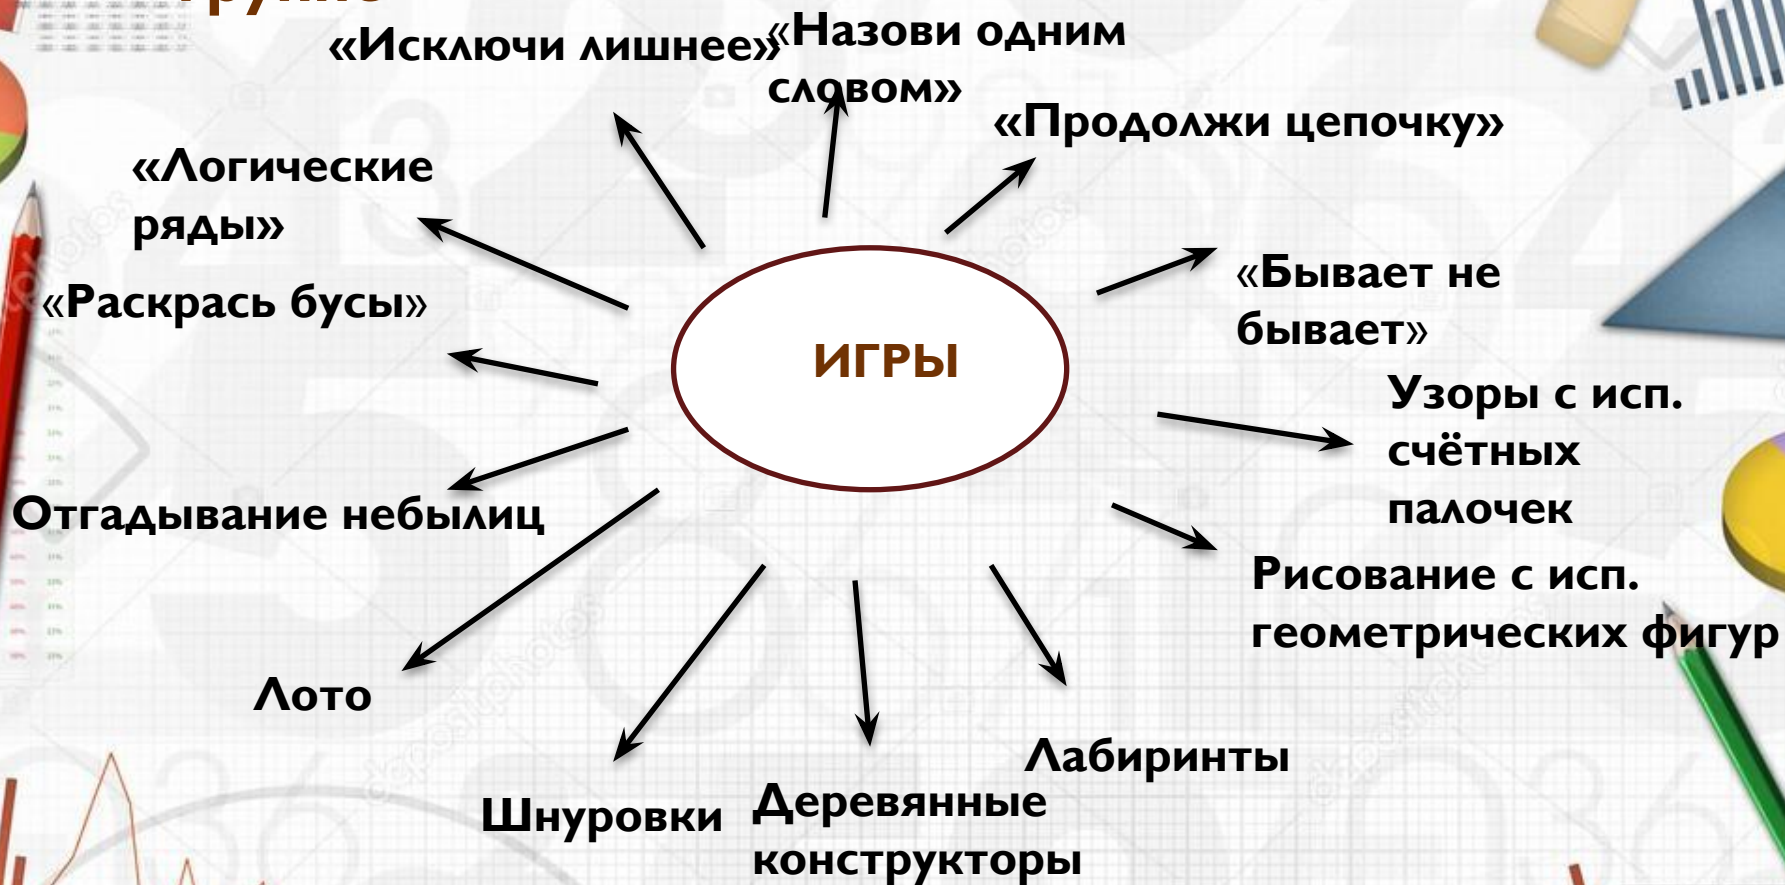 «Исключи лишнее»
«Назови одним
словом»
«Продолжи цепочку»
«Логические
ряды»
«Раскрась бусы»
«Бывает не
бывает»
ИГРЫ
Узоры с исп.
счётных
палочек
Отгадывание небылиц
Рисование с исп.
геометрических фигур
Лото
Лабиринты
Шнуровки
Деревянные
конструкторы